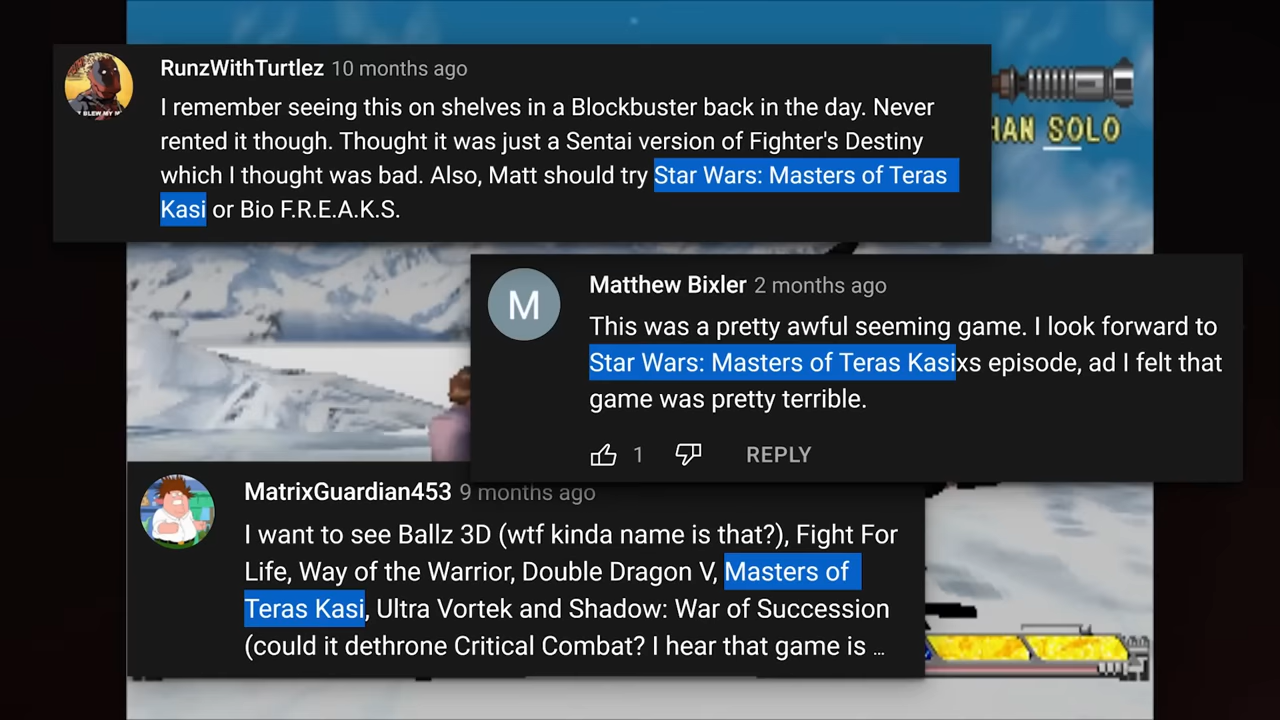 RunzWithTurtlez 10 months ago
I remember seeing this on shelves in a Blockbuster back in the day. Never
rented it though. Thought it was just a Sentai version of Fighter's Destiny
which I thought was bad. Also, Matt should try Star Wars: Masters of Teras
Kasi or Bio F.R.E.A.K.S.
HAN SOLO
M
Matthew Bixler 2 months ago
This was a pretty awful seeming game. I look forward to
Star Wars: Masters of Teras Kasixs episode, ad I felt that
game was pretty terrible.
1 REPLY
MatrixGuardian453 9 months ago
I want to see Ballz 3D (wtf kinda name is that?), Fight For
Life, Way of the Warrior, Double Dragon V, Masters of
Teras Kasi, Ultra Vortek and Shadow: War of Succession
(could it dethrone Critical Combat? I hear that game is ...